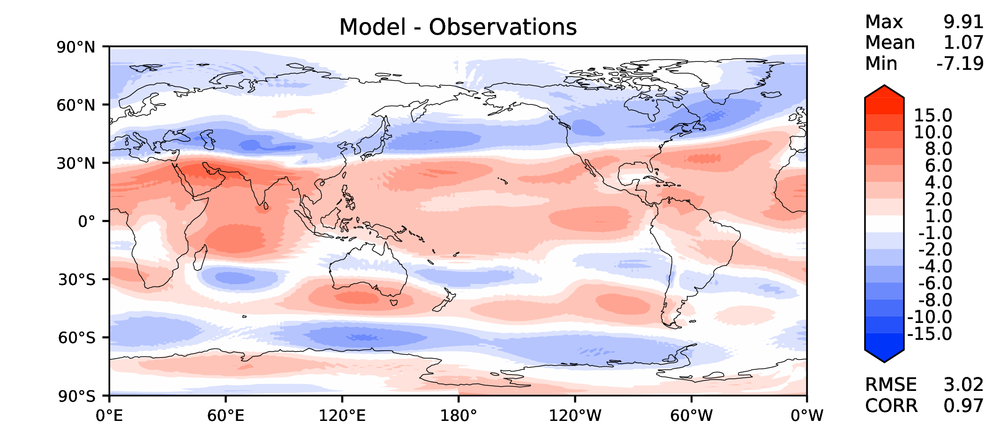 Model - Observations
Max 9.91
Mean 1.07
Min -7.19
90°N
60°N
30°N
0°
30°S
60°S
90°S
0°E 60°E 120°E 180° 120°W 60°W 0°W
15.0
10.0
8.0
6.0
4.0
2.0
1.0
-1.0
-2.0
-4.0
-6.0
-8.0
-10.0
-15.0
RMSE 3.02
CORR 0.97